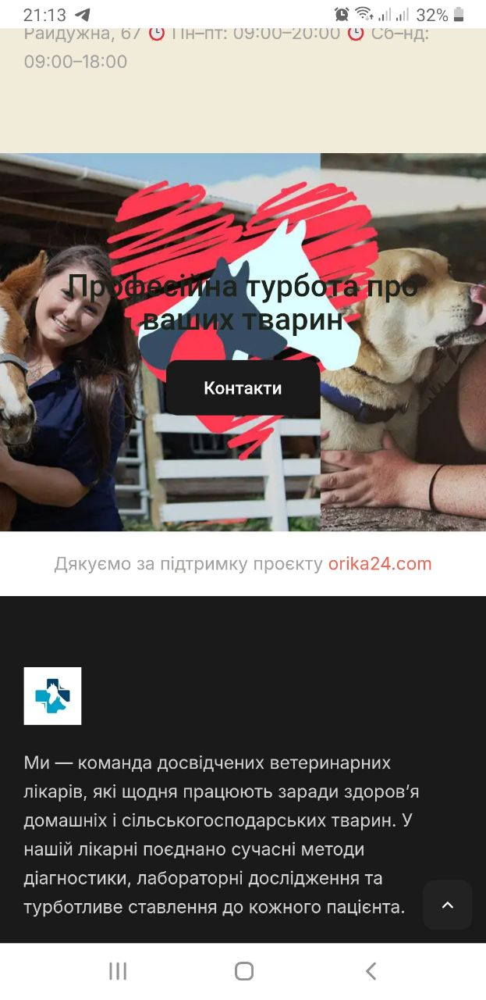 21:13 32%
Райдужна, 67 Пн–пт: 09:00–20:00 Сб–нд:
09:00–18:00
Професійна турбота про
ваших тварин
Контакти
Дякуємо за підтримку проєкту orika24.com
Ми — команда досвідчених ветеринарних
лікарів, які щодня працюють заради здоров’я
домашніх і сільськогосподарських тварин. У
нашій лікарні поєднано сучасні методи
діагностики, лабораторні дослідження та
турботливе ставлення до кожного пацієнта.